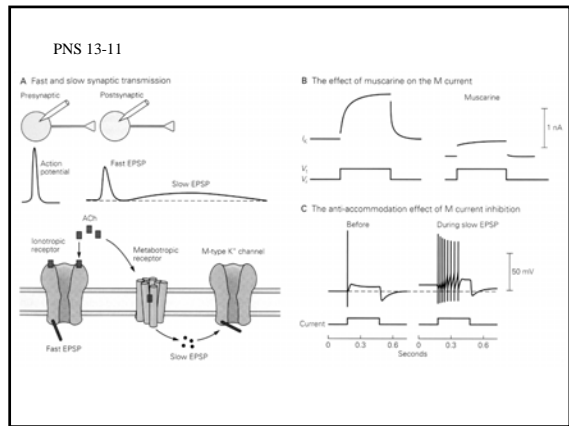 PNS 13-11
A Fast and slow synaptic transmission
Presynaptic
Postsynaptic
Action
potential
Fast EPSP
Slow EPSP
ACh
Ionotropic
receptor
Metabotropic
receptor
M-type K⁺ channel
Fast EPSP
Slow EPSP
B The effect of muscarine on the M current
Muscarine
1 nA
C The anti-accommodation effect of M current inhibition
Before
During slow EPSP
50 mV
Current
0 0.3 0.6 0 0.3 0.6
Seconds